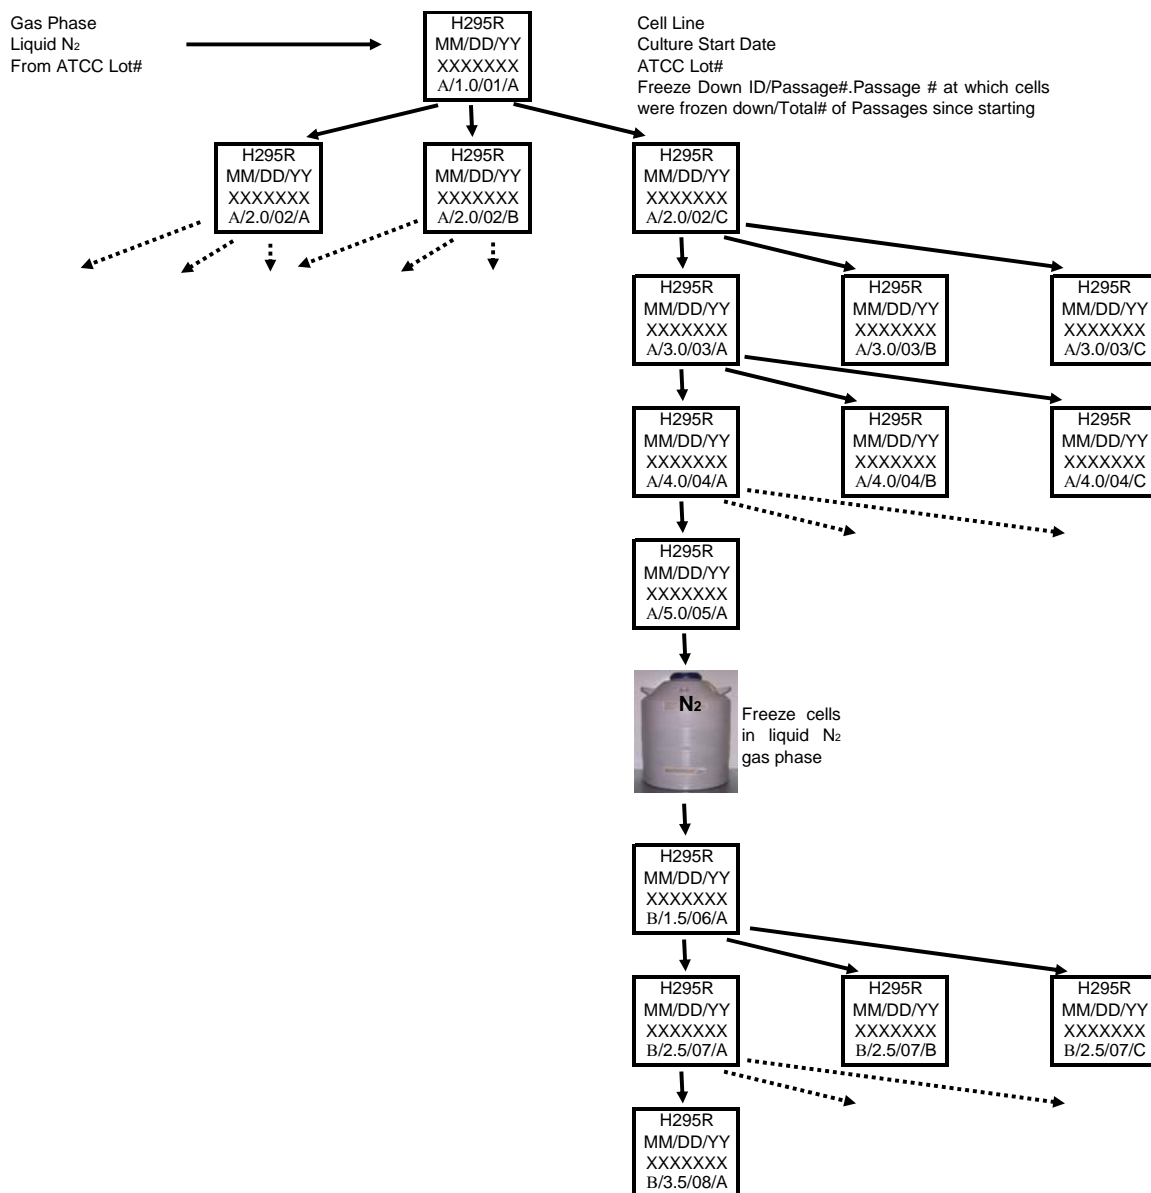 Gas Phase
Liquid N₂
From ATCC Lot#
H295R
MM/DD/YY
XXXXXXX
A/1.0/01/A
Cell Line
Culture Start Date
ATCC Lot#
Freeze Down ID/Passage#.Passage # at which cells
were frozen down/Total# of Passages since starting
H295R
MM/DD/YY
XXXXXXX
A/2.0/02/A
H295R
MM/DD/YY
XXXXXXX
A/2.0/02/B
H295R
MM/DD/YY
XXXXXXX
A/2.0/02/C
H295R
MM/DD/YY
XXXXXXX
A/3.0/03/A
H295R
MM/DD/YY
XXXXXXX
A/3.0/03/B
H295R
MM/DD/YY
XXXXXXX
A/3.0/03/C
H295R
MM/DD/YY
XXXXXXX
A/4.0/04/A
H295R
MM/DD/YY
XXXXXXX
A/4.0/04/B
H295R
MM/DD/YY
XXXXXXX
A/4.0/04/C
H295R
MM/DD/YY
XXXXXXX
A/5.0/05/A
N₂
Freeze cells
in liquid N₂
gas phase
H295R
MM/DD/YY
XXXXXXX
B/1.5/06/A
H295R
MM/DD/YY
XXXXXXX
B/2.5/07/A
H295R
MM/DD/YY
XXXXXXX
B/2.5/07/B
H295R
MM/DD/YY
XXXXXXX
B/2.5/07/C
H295R
MM/DD/YY
XXXXXXX
B/3.5/08/A